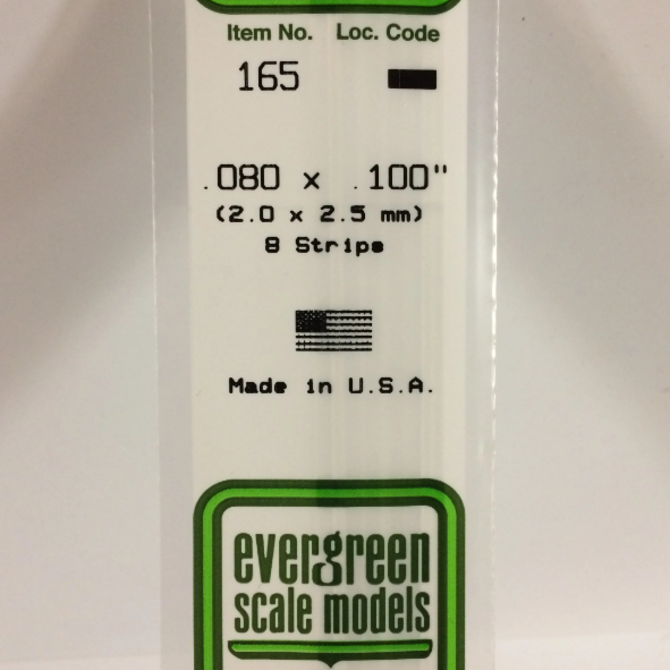 Item No. Loc. Code
165
.080 x .100"
(2.0 x 2.5 mm)
8 Strips
Made in U.S.A.
evergreen
scale models